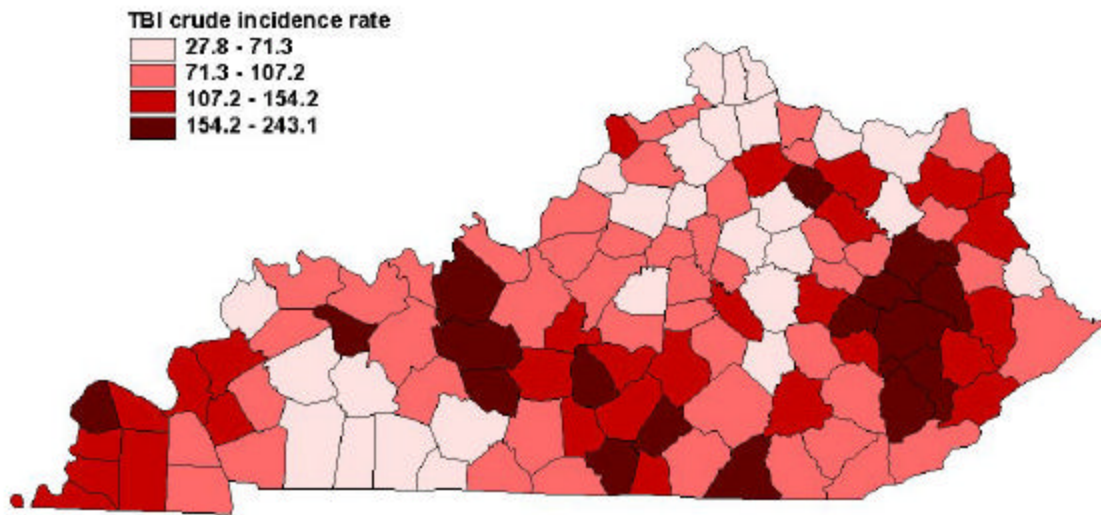 TBI crude incidence rate
27.8 - 71.3
71.3 - 107.2
107.2 - 154.2
154.2 - 243.1